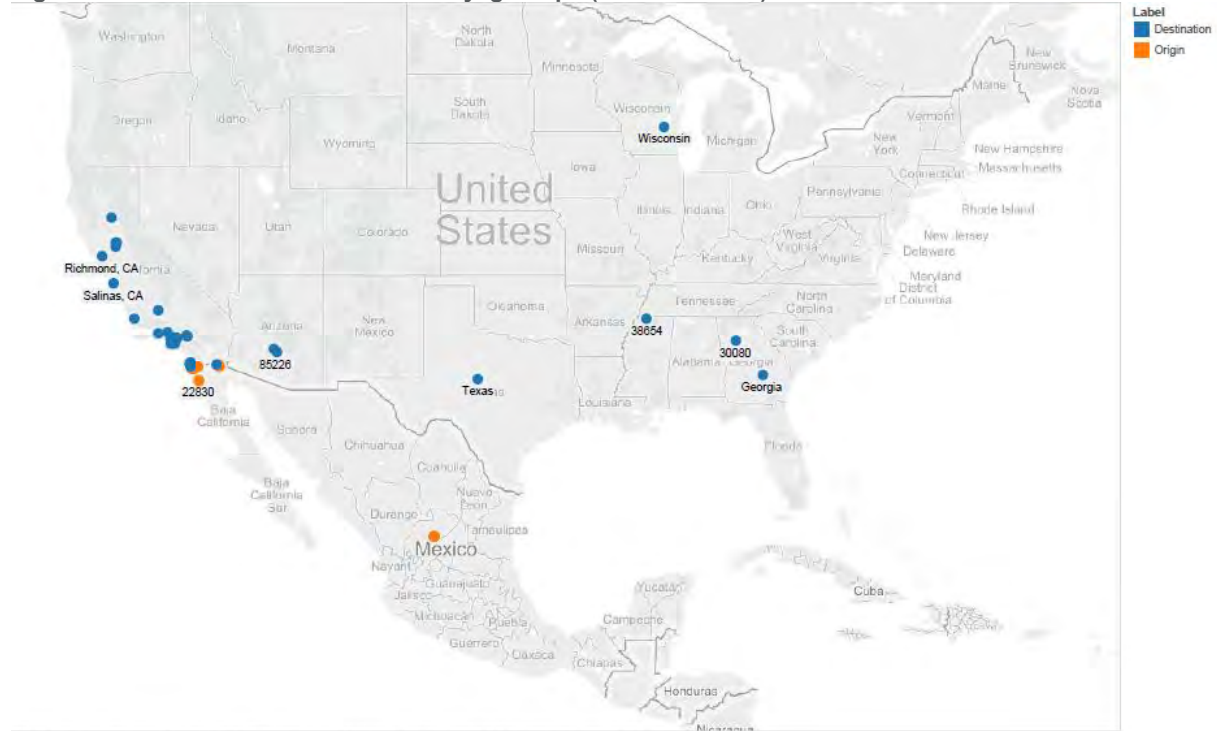 Label
Destination
Origin
Washington
Montana
North
Dakota
Minnesota
New
Brunswick
Maine
Nova
Scotia
Oregon
Idaho
South
Dakota
Wisconsin
Wisconsin
Michigan
Vermont
New
York
New Hampshire
Massachusetts
Connecticut
Wyoming
Iowa
United
States
Nevada
Utah
Colorado
Illinois
Indiana
Ohio
Pennsylvania
Rhode Island
New Jersey
Delaware
Maryland
District
of Columbia
Missouri
West
Virginia
Virginia
Kentucky
Richmond, CA
Salinas, CA
Arizona
New
Mexico
Oklahoma
Arkansas
Tennessee
North
Carolina
South
Carolina
38654
30080
Alabama
Georgia
Georgia
85226
22830
Texas
Louisiana
Florida
Baja
California
Sonora
Chihuahua
Coahuila
Baja
California
Sur
Nuevo
León
Durango
Tamaulipas
Mexico
Nayarit
Guanajuato
Jalisco
Michoacán
Puebla
Guerrero
Oaxaca
Chiapas
Campeche
Yucatán
Cuba
Honduras
Nicaragua